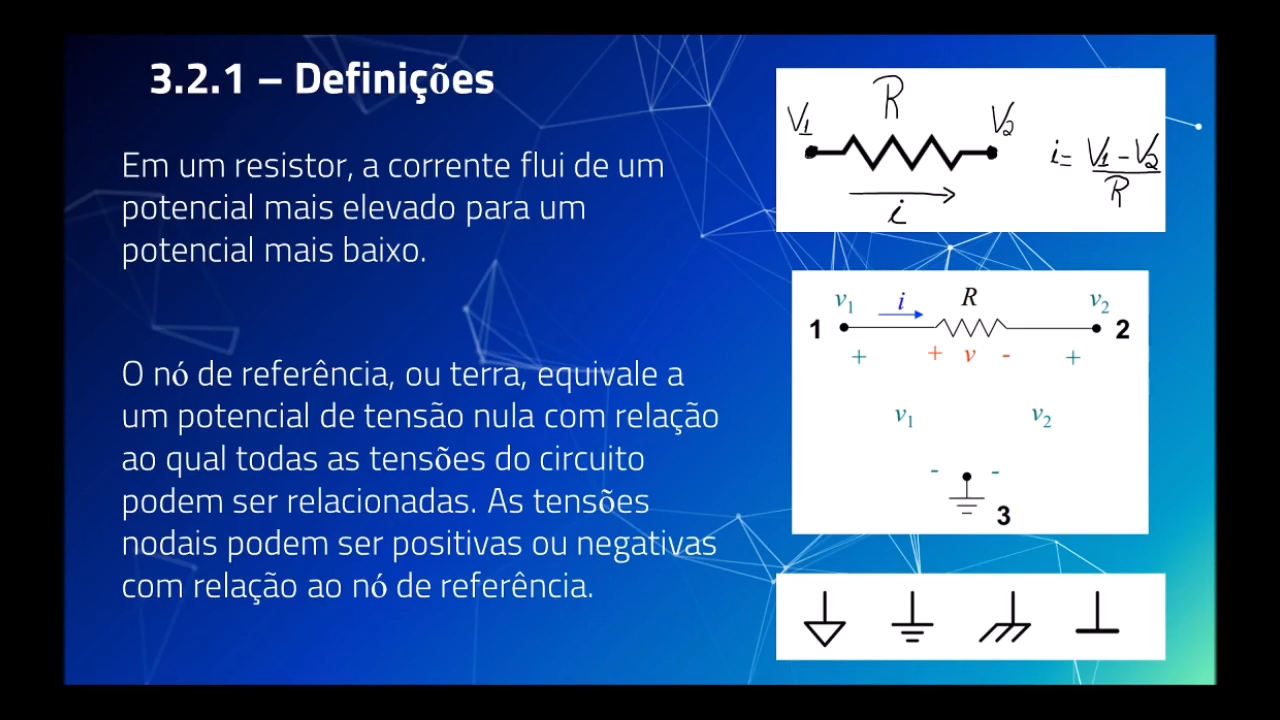 3.2.1 – Definições
Em um resistor, a corrente flui de um
potencial mais elevado para um
potencial mais baixo.
O nó de referência, ou terra, equivale a
um potencial de tensão nula com relação
ao qual todas as tensões do circuito
podem ser relacionadas. As tensões
nodais podem ser positivas ou negativas
com relação ao nó de referência.
V1 R V2
i = V1 - V2 / R
i
v1 i R v2
1 2
+ + v - +
v1 v2
- -
3